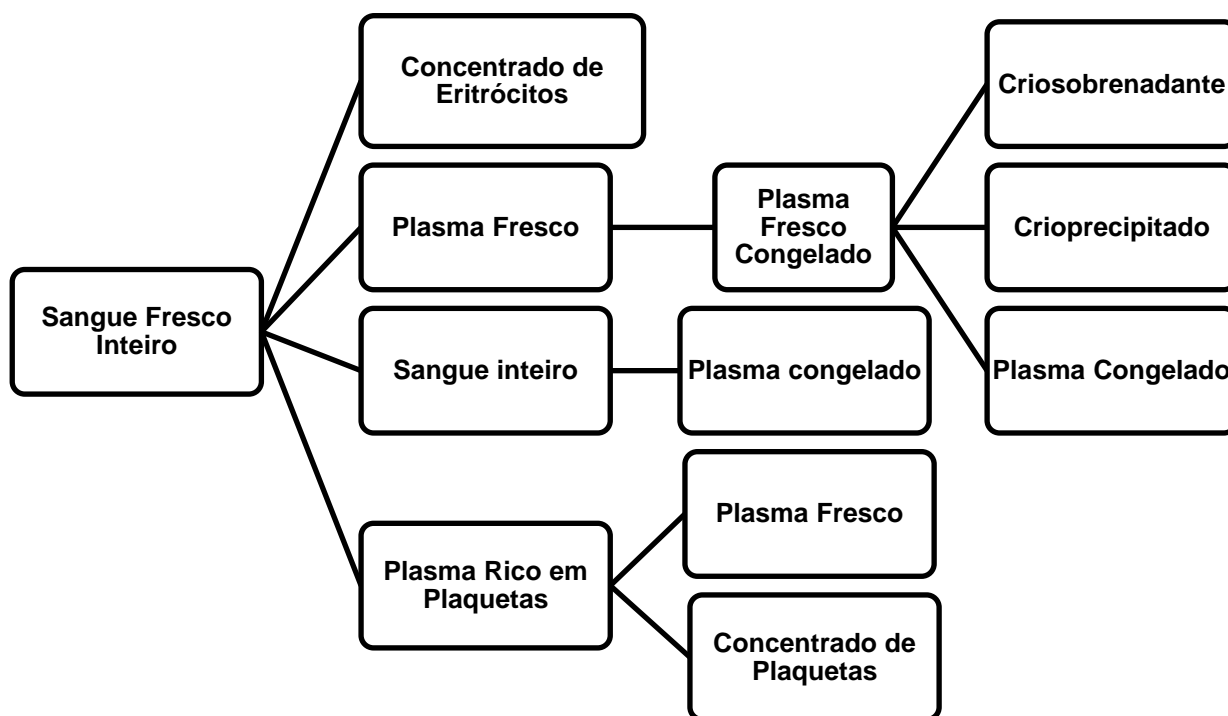 Sangue Fresco
Inteiro
Concentrado de
Eritrócitos
Plasma Fresco
Sangue inteiro
Plasma Rico em
Plaquetas
Plasma
Fresco
Congelado
Plasma congelado
Plasma Fresco
Concentrado de
Plaquetas
Criosobrenadante
Crioprecipitado
Plasma Congelado